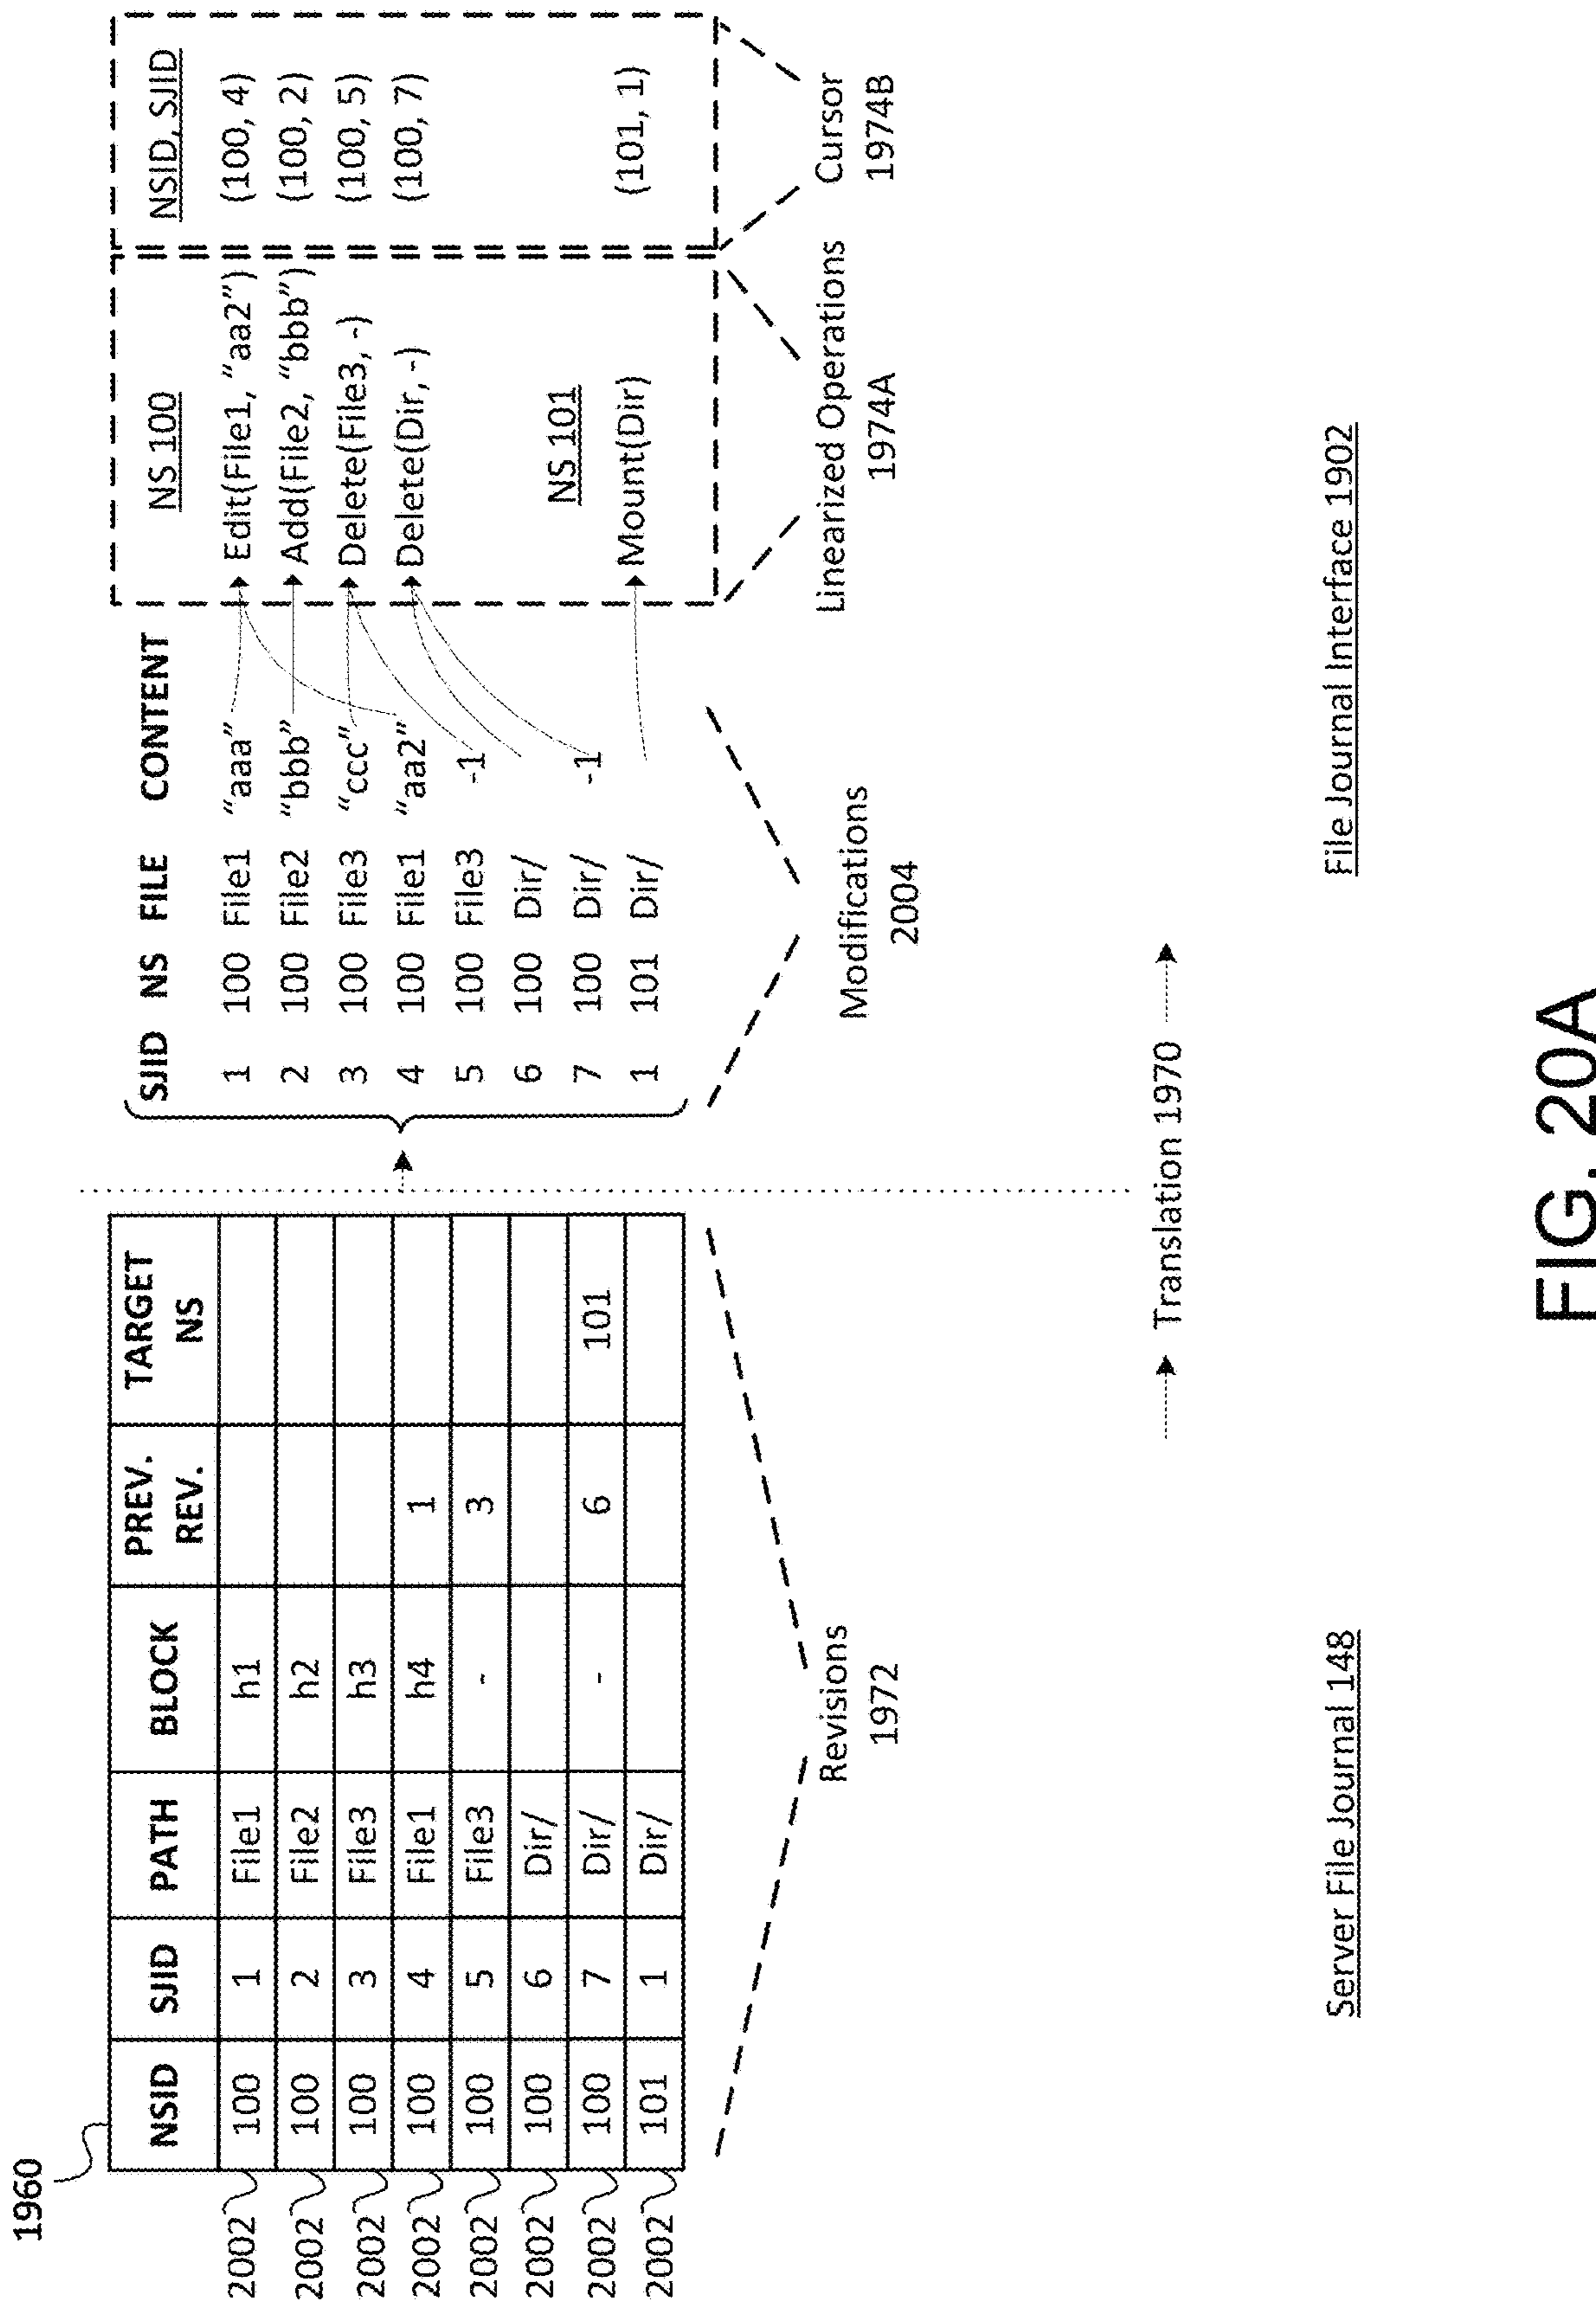 1960
NSID SJID PATH BLOCK PREV. REV. TARGET NS
2002 100 1 File1 h1
2002 100 2 File2 h2
2002 100 3 File3 h3
2002 100 4 File1 h4 1
2002 100 5 File3 - 3
2002 100 6 Dir/
2002 100 7 Dir/ - 6 101
2002 101 1 Dir/
Revisions
1972
SJID NS FILE CONTENT
1 100 File1 “aaa”
2 100 File2 “bbb”
3 100 File3 “ccc”
4 100 File1 “aa2”
5 100 File3 -1
6 100 Dir/
7 100 Dir/ -1
1 101 Dir/
Modifications
2004
NS 100
Edit(File1, “aa2”)
Add(File2, “bbb”)
Delete(File3, -)
Delete(Dir, -)
NS 101
Mount(Dir)
Linearized Operations
1974A
NSID, SJID
(100, 4)
(100, 2)
(100, 5)
(100, 7)
(101, 1)
Cursor
1974B
Translation 1970
Server File Journal 148
File Journal Interface 1902
FIG. 20A